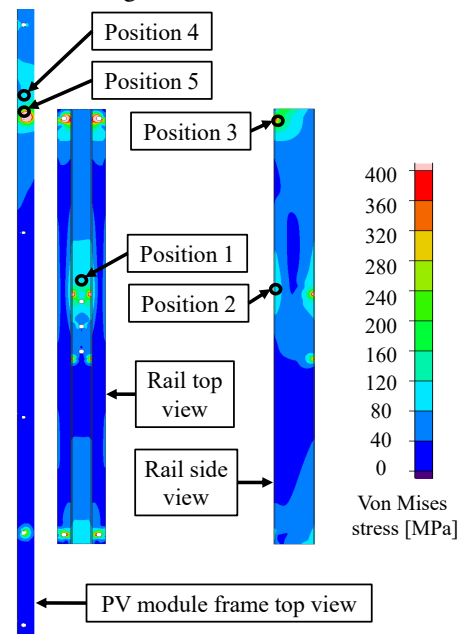 Position 4
Position 5
Position 3
Position 1
Position 2
Rail top
view
Rail side
view
PV module frame top view
400
360
320
280
240
200
160
120
80
40
0
Von Mises
stress [MPa]